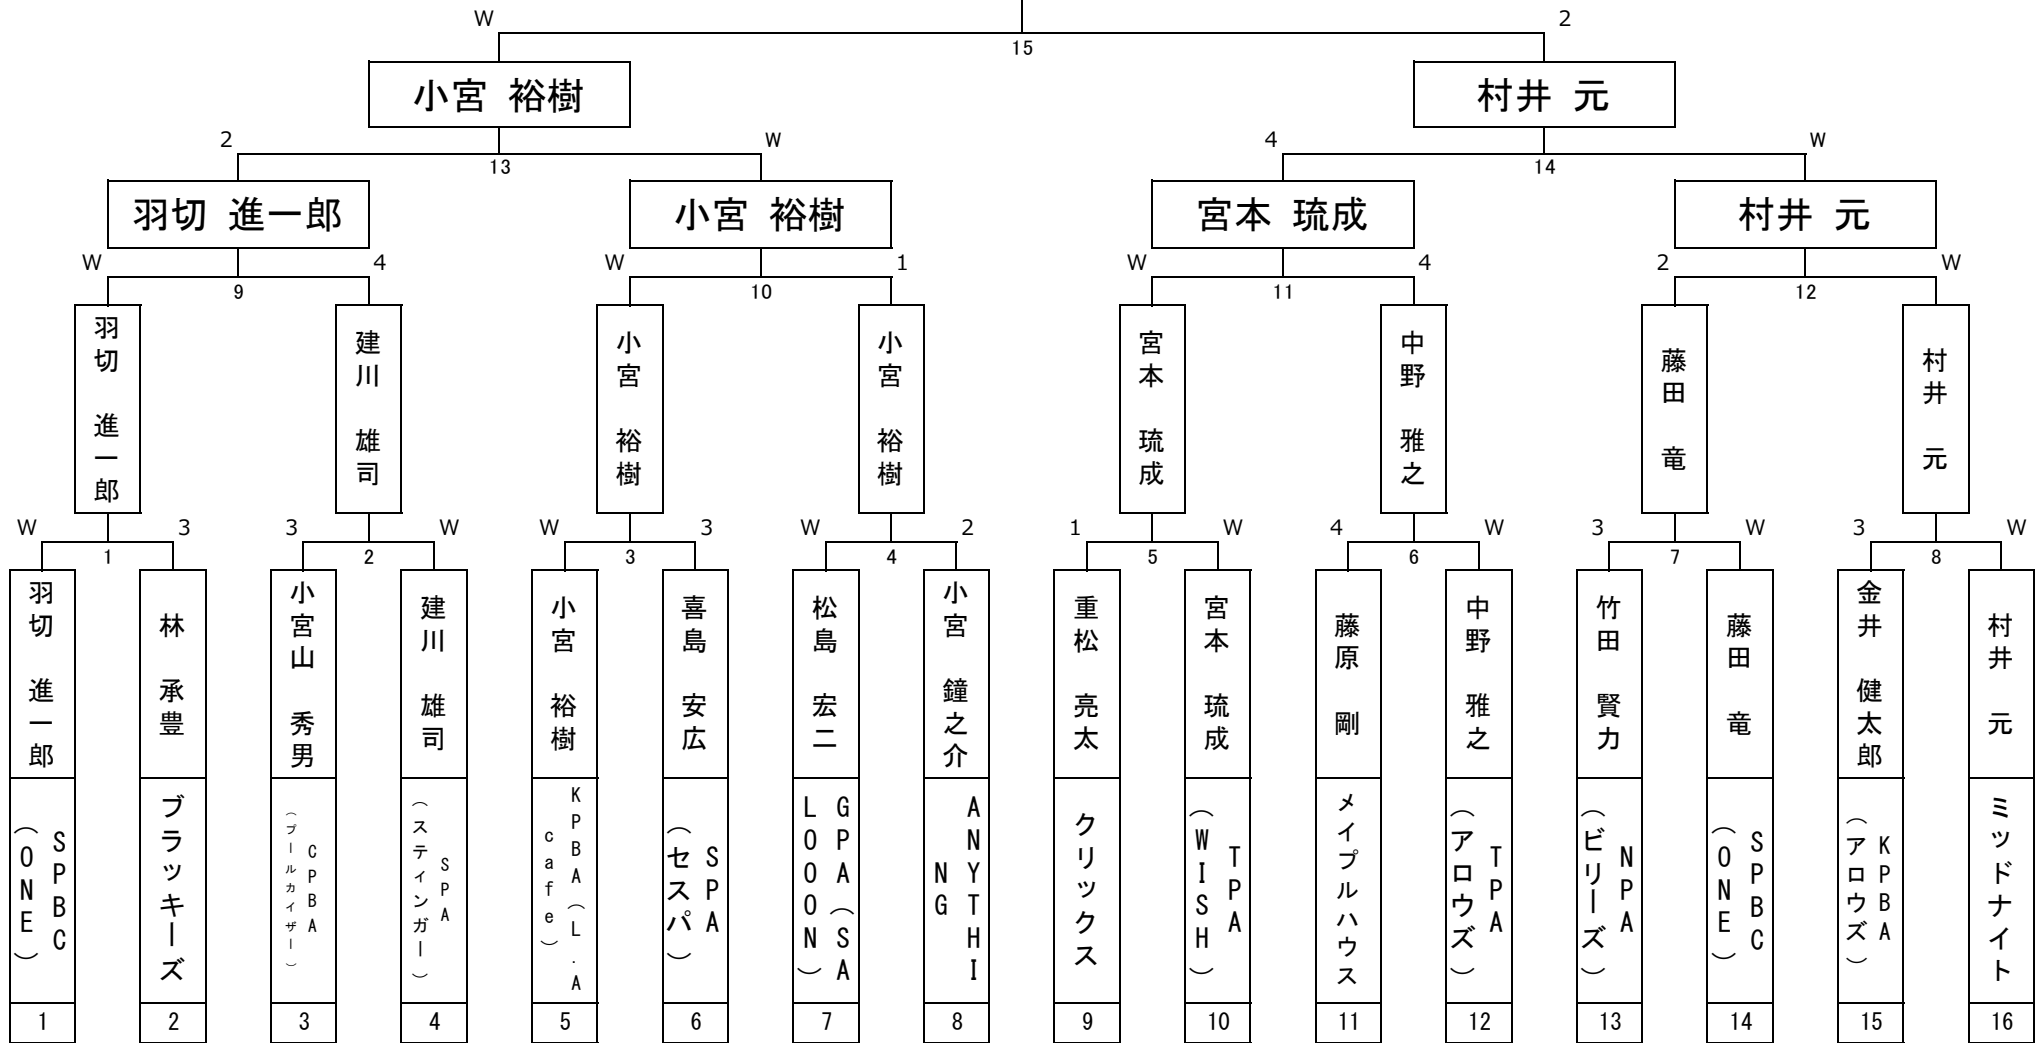 W 2
15
小宮 裕樹 村井 元
2 W 4 W
13 14
羽切 進一郎 小宮 裕樹 宮本 琉成 村井 元
W 4 W 1 W 4 2 W
9 10 11 12
羽切 進一郎
建川 雄司
小宮 裕樹
小宮 裕樹
宮本 琉成
中野 雅之
藤田 竜
村井 元
W 3 3 W W 3 W 2 1 W 4 W 3 W 3 W
1 2 3 4 5 6 7 8
羽切 進一郎
林 承豊
小宮山 秀男
建川 雄司
小宮 裕樹
喜島 安広
松島 宏二
小宮 鐘之介
重松 亮太
宮本 琉成
藤原 剛
中野 雅之
竹田 賢力
藤田 竜
金井 健太郎
村井 元
SPBC
(ONE)
ブラッキーズ
CPBA
(プールカイザー)
SPA
(スティンガー)
KPBA(L.A
cafe)
SPA
(セスパ)
GPA(SA
LOOON)
ANYTHI
NG
クリックス
TPA
(WISH)
メイプルハウス
TPA
(アロウズ)
NPA
(ビリーズ)
SPBC
(ONE)
KPBA
(アロウズ)
ミッドナイト
1 2 3 4 5 6 7 8 9 10 11 12 13 14 15 16